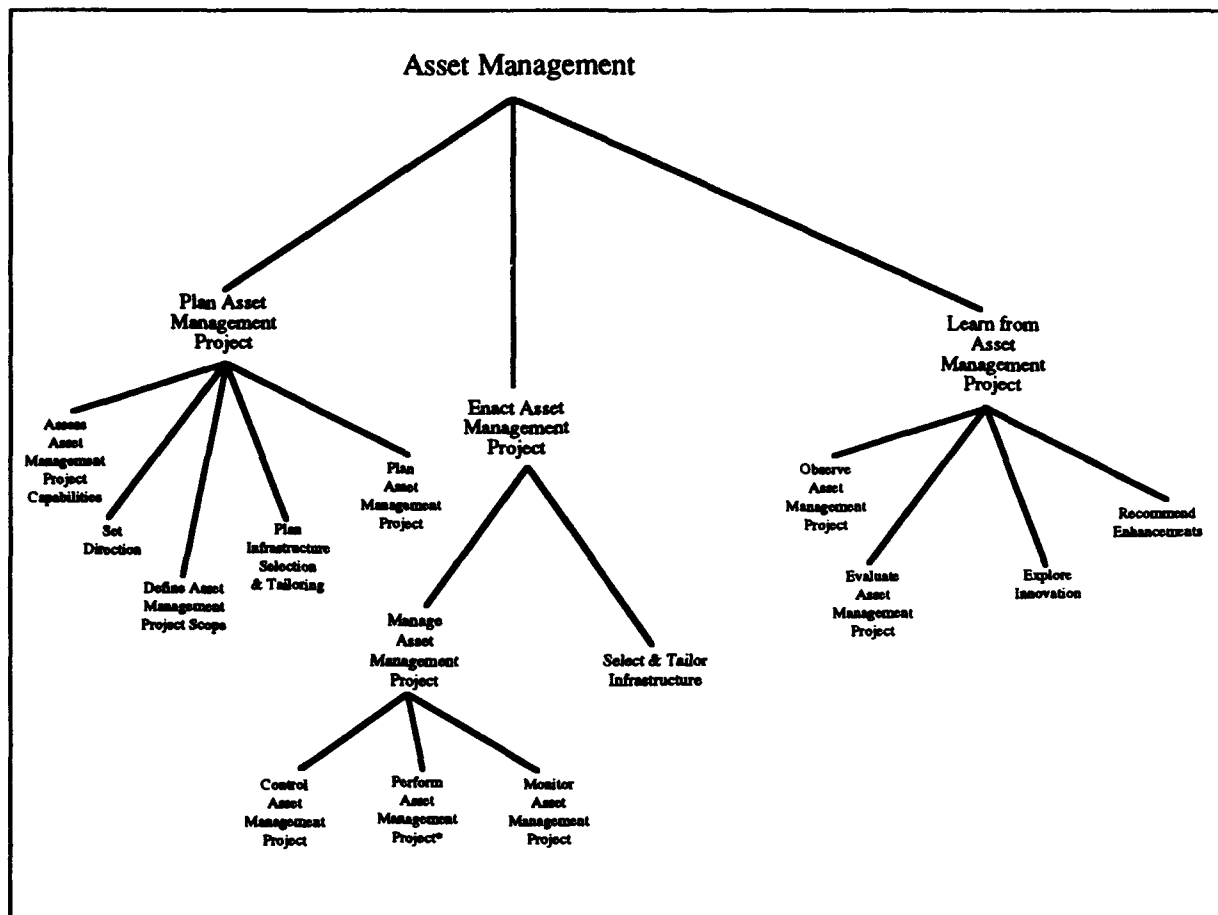 Asset Management
Plan Asset
Management
Project
Learn from
Asset
Management
Project
Enact Asset
Management
Project
Assess
Asset
Management
Project
Capabilities
Set
Direction
Define Asset
Management
Project Scope
Plan
Infrastructure
Selection
& Tailoring
Plan
Asset
Management
Project
Manage
Asset
Management
Project
Select & Tailor
Infrastructure
Control
Asset
Management
Project
Perform
Asset
Management
Project*
Monitor
Asset
Management
Project
Observe
Asset
Management
Project
Evaluate
Asset
Management
Project
Explore
Innovation
Recommend
Enhancements